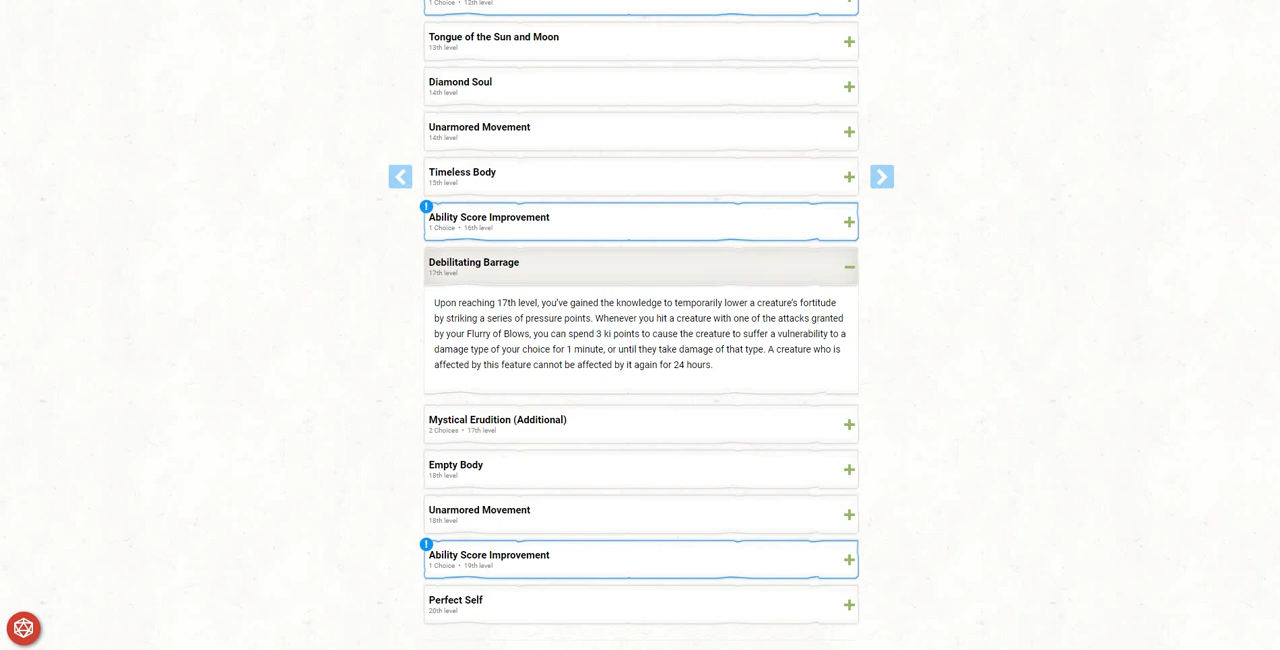 1 Choice • 12th level
Tongue of the Sun and Moon
13th level
Diamond Soul
14th level
Unarmored Movement
14th level
Timeless Body
15th level
!
Ability Score Improvement
1 Choice • 16th level
Debilitating Barrage
17th level
Upon reaching 17th level, you've gained the knowledge to temporarily lower a creature's fortitude
by striking a series of pressure points. Whenever you hit a creature with one of the attacks granted
by your Flurry of Blows, you can spend 3 ki points to cause the creature to suffer a vulnerability to a
damage type of your choice for 1 minute, or until they take damage of that type. A creature who is
affected by this feature cannot be affected by it again for 24 hours.
Mystical Erudition (Additional)
2 Choices • 17th level
Empty Body
18th level
Unarmored Movement
18th level
!
Ability Score Improvement
1 Choice • 19th level
Perfect Self
20th level